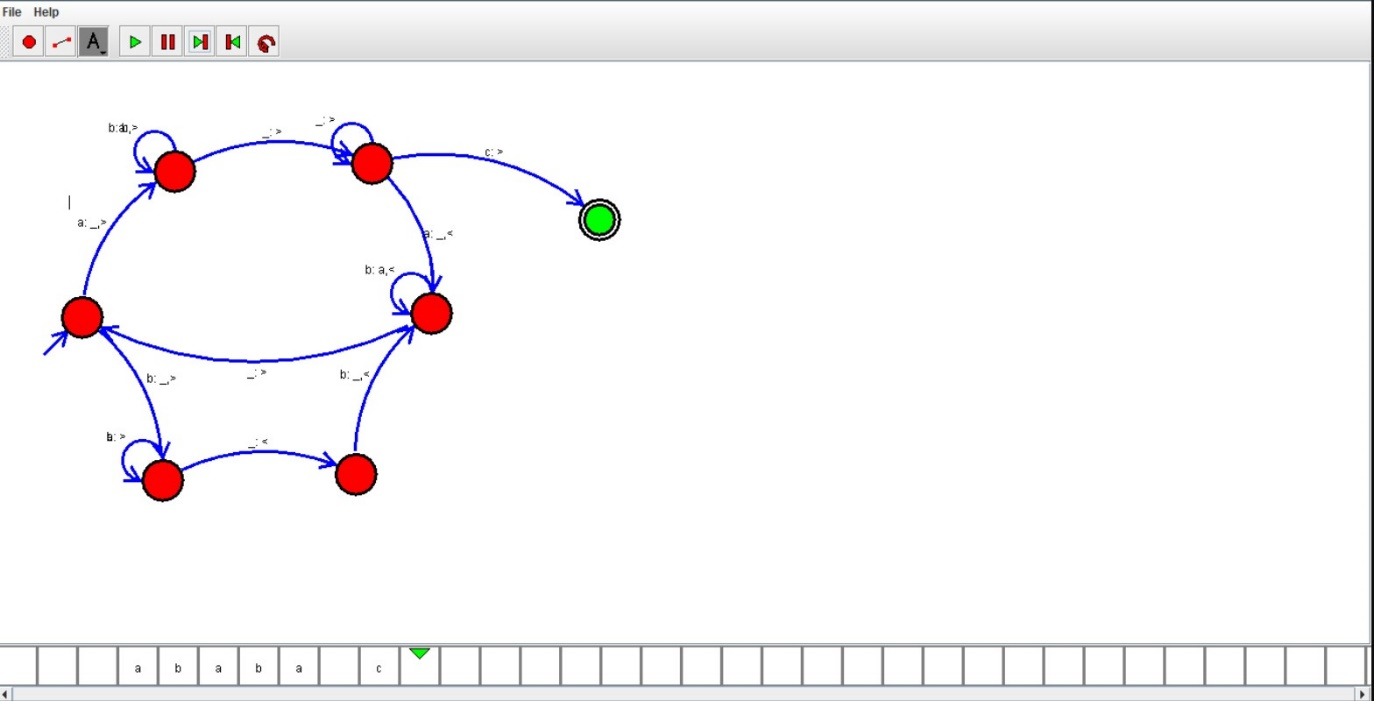 File Help
A
_: >
_: >
c: >
a: _,>
a: _,<
b: a,<
b: _,>
_: >
b: _,<
_: <
a b a b a c